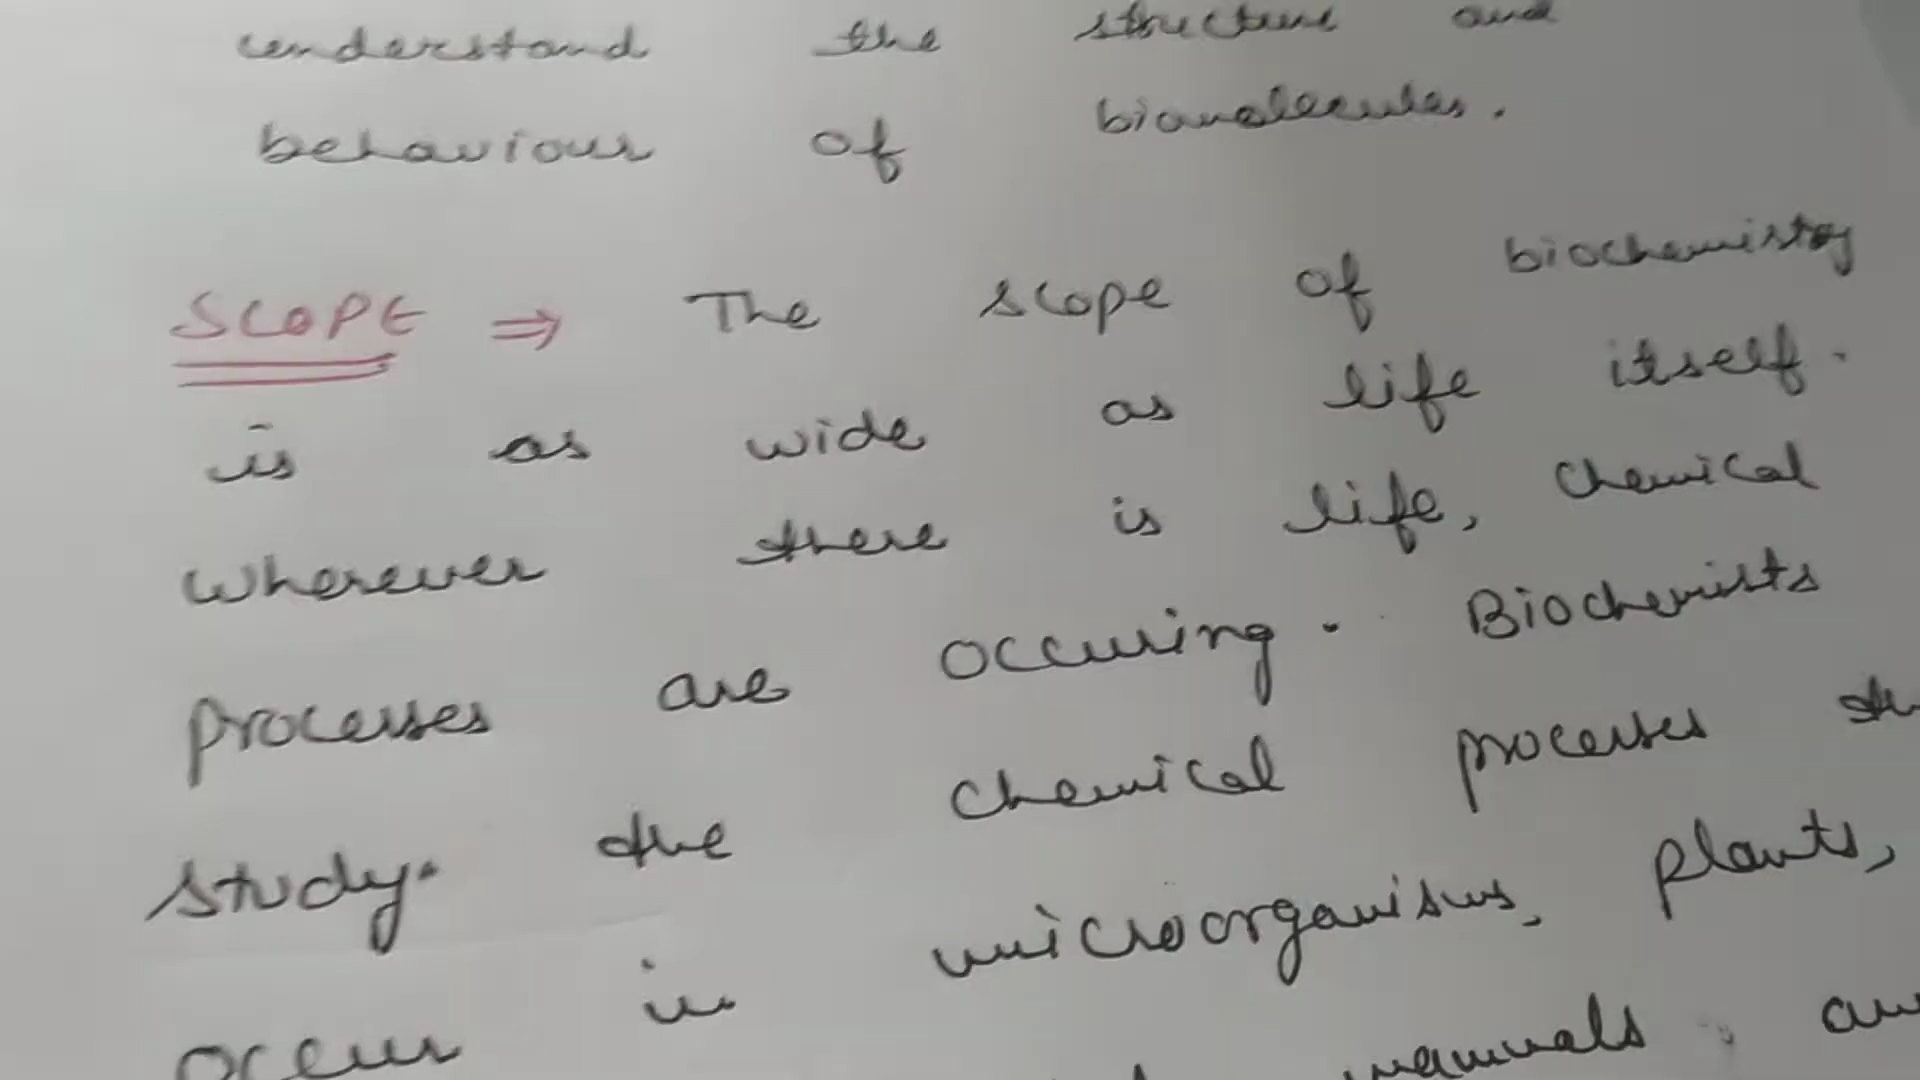 understand the structure and
behaviour of biomolecules.
SCOPE ⇒ The scope of biochemistry
is as wide as life itself.
Wherever there is life, chemical
processes are occuring. Biochemists
study. the chemical processes
occur in microorganisms, plants,
mammals